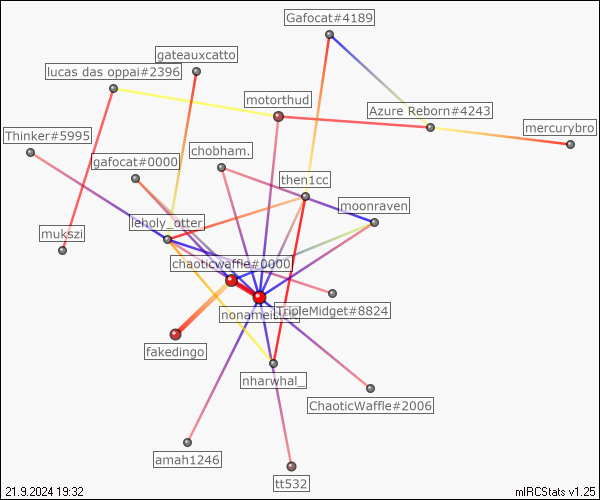 Gafocat#4189
gateauxcatto
lucas das oppai#2396
motorthud
Azure Reborn#4243
mercurybro
Thinker#5995
chobham.
gafocat#0000
then1cc
moonraven
leholy_otter
mukszi
chaoticwaffle#0000
TripleMidget#8824
fakedingo
nharwhal_
ChaoticWaffle#2006
amah1246
tt532
21.9.2024 19:32
mIRCStats v1.25